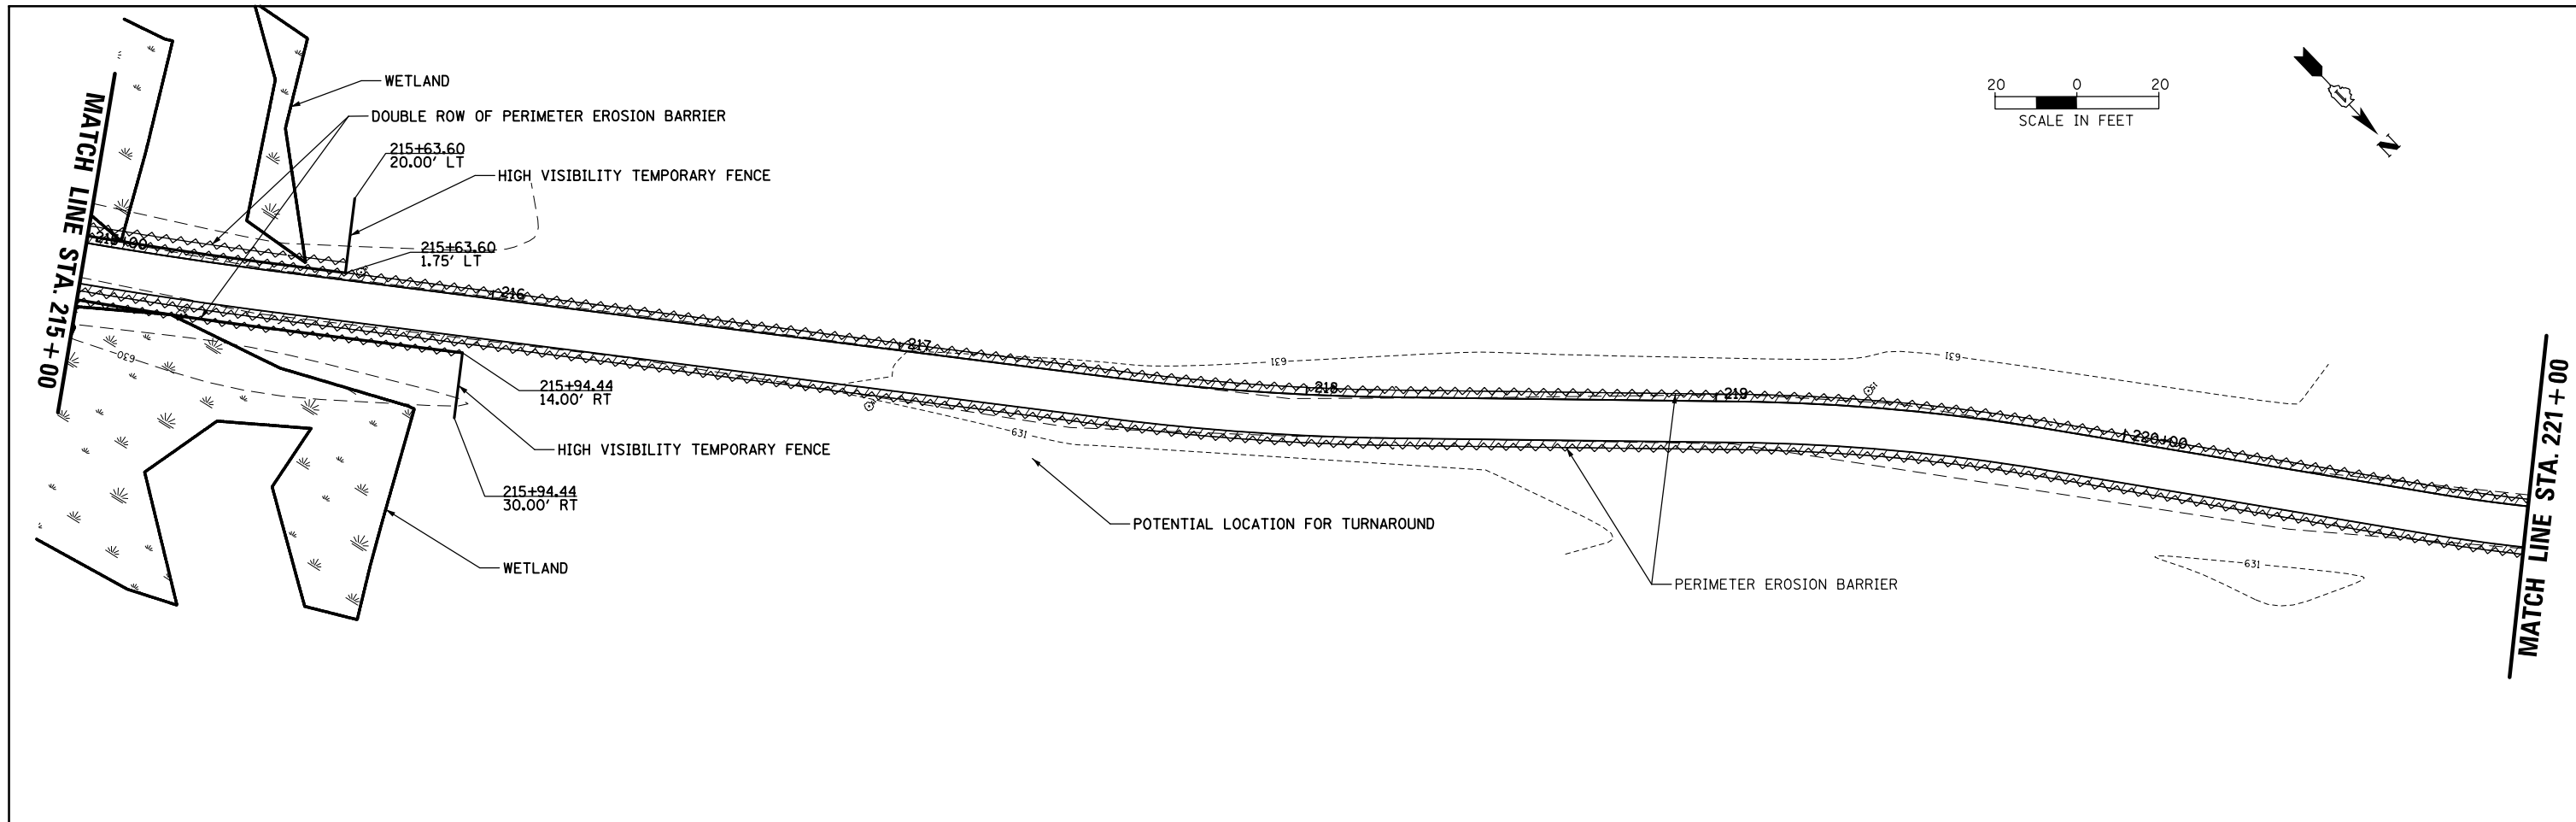 WETLAND
DOUBLE ROW OF PERIMETER EROSION BARRIER
215+63.60
20.00' LT
HIGH VISIBILITY TEMPORARY FENCE
215+63.60
1.75' LT
20 0 20
SCALE IN FEET
N
MATCH LINE STA. 215+00
215+00
216
217
218
219
220+00
630
631
631
631
631
215+94.44
14.00' RT
HIGH VISIBILITY TEMPORARY FENCE
215+94.44
30.00' RT
WETLAND
POTENTIAL LOCATION FOR TURNAROUND
PERIMETER EROSION BARRIER
MATCH LINE STA. 221+00